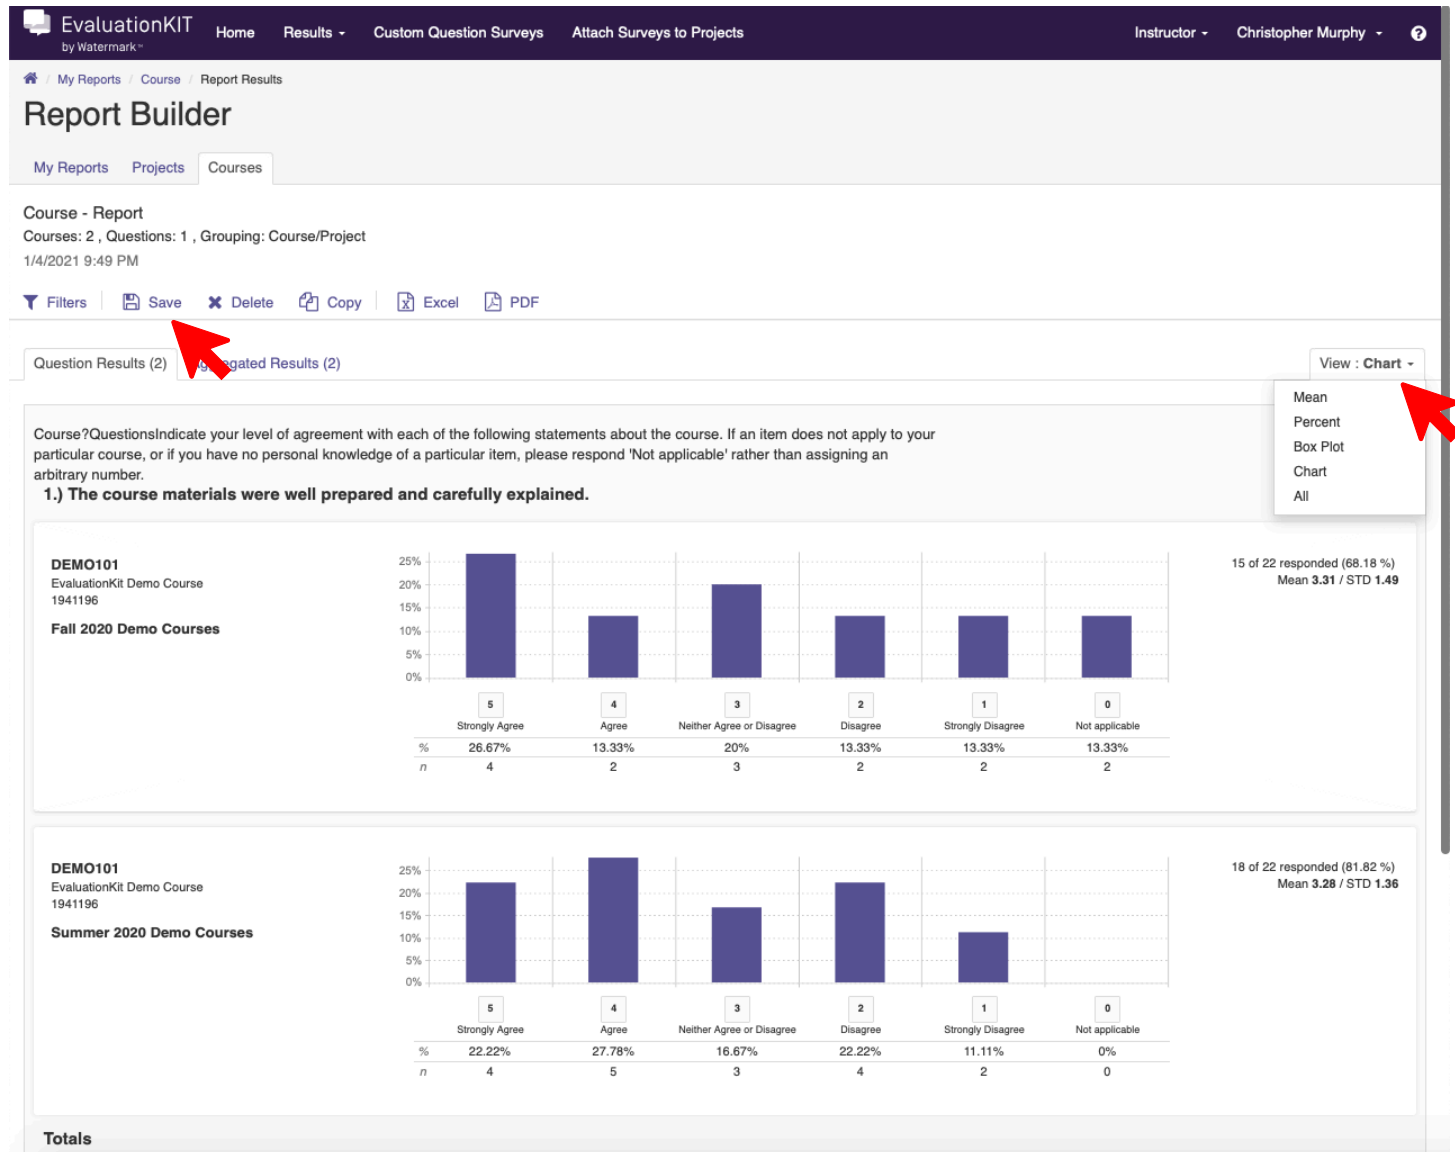 EvaluationKIT
by Watermark™
Home Results Custom Question Surveys Attach Surveys to Projects Instructor Christopher Murphy ?
/ My Reports / Course / Report Results
Report Builder
My Reports Projects Courses
Course - Report
Courses: 2 , Questions: 1 , Grouping: Course/Project
1/4/2021 9:49 PM
Filters Save Delete Copy Excel PDF
Question Results (2) Aggregated Results (2) View : Chart
Mean
Percent
Box Plot
Chart
All
Course?QuestionsIndicate your level of agreement with each of the following statements about the course. If an item does not apply to your
particular course, or if you have no personal knowledge of a particular item, please respond 'Not applicable' rather than assigning an
arbitrary number.
1.) The course materials were well prepared and carefully explained.
DEMO101
EvaluationKit Demo Course
1941196
Fall 2020 Demo Courses
25%
20%
15%
10%
5%
0%
5 4 3 2 1 0
Strongly Agree Agree Neither Agree or Disagree Disagree Strongly Disagree Not applicable
% 26.67% 13.33% 20% 13.33% 13.33% 13.33%
n 4 2 3 2 2 2
15 of 22 responded (68.18 %)
Mean 3.31 / STD 1.49
DEMO101
EvaluationKit Demo Course
1941196
Summer 2020 Demo Courses
25%
20%
15%
10%
5%
0%
5 4 3 2 1 0
Strongly Agree Agree Neither Agree or Disagree Disagree Strongly Disagree Not applicable
% 22.22% 27.78% 16.67% 22.22% 11.11% 0%
n 4 5 3 4 2 0
18 of 22 responded (81.82 %)
Mean 3.28 / STD 1.36
Totals